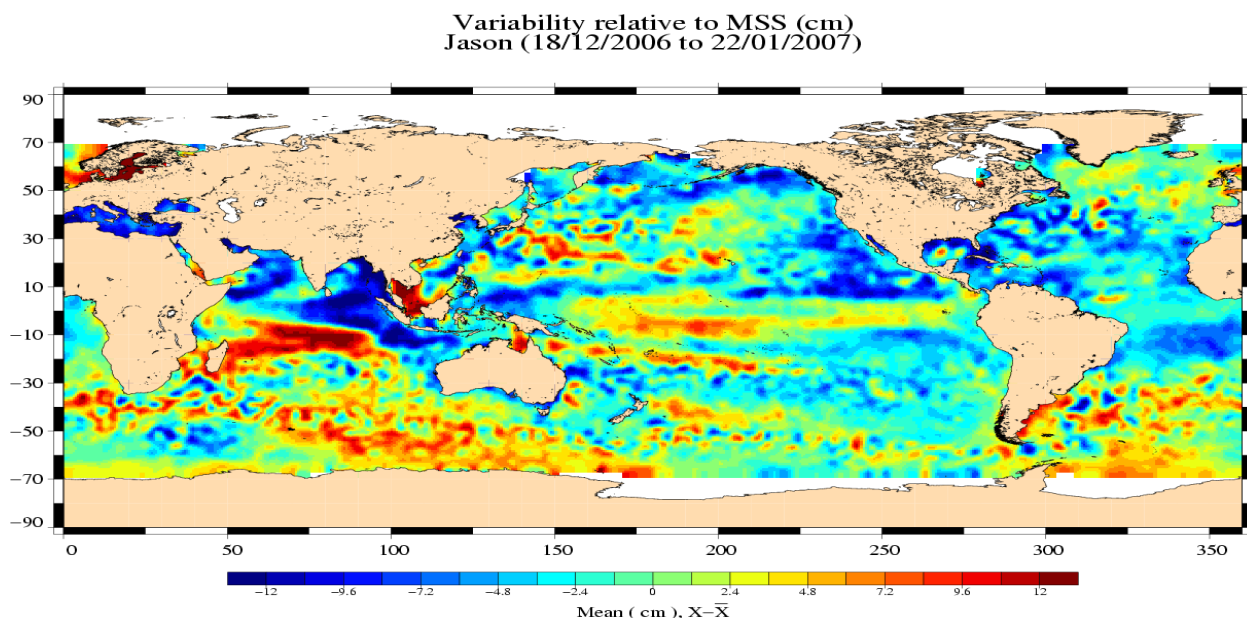 Variability relative to MSS (cm)
Jason (18/12/2006 to 22/01/2007)
90
70
50
30
10
−10
−30
−50
−70
−90
0 50 100 150 200 250 300 350
−12 −9.6 −7.2 −4.8 −2.4 0 2.4 4.8 7.2 9.6 12
Mean ( cm ), X−X̅